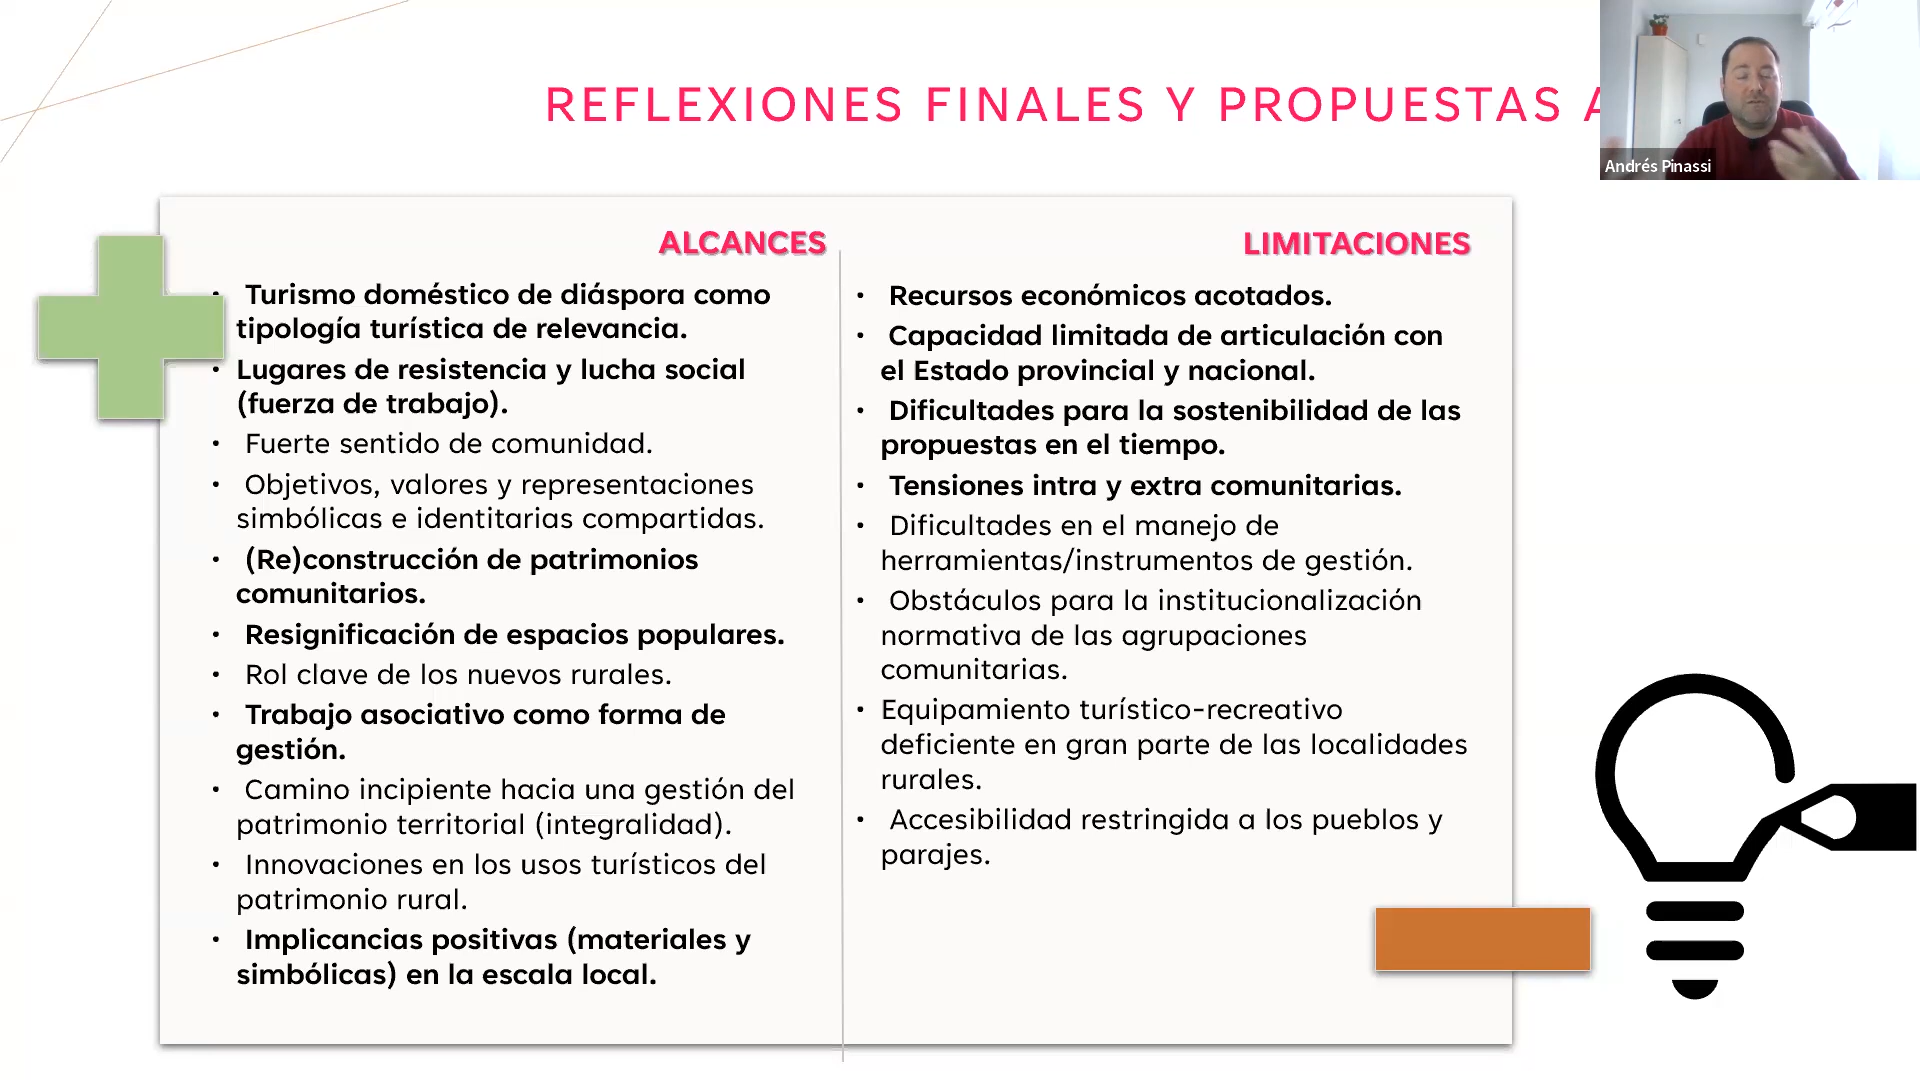 REFLEXIONES FINALES Y PROPUESTAS
Andrés Pinassi
ALCANCES
• Turismo doméstico de diáspora como
tipología turística de relevancia.
• Lugares de resistencia y lucha social
(fuerza de trabajo).
• Fuerte sentido de comunidad.
• Objetivos, valores y representaciones
simbólicas e identitarias compartidas.
• (Re)construcción de patrimonios
comunitarios.
• Resignificación de espacios populares.
• Rol clave de los nuevos rurales.
• Trabajo asociativo como forma de
gestión.
• Camino incipiente hacia una gestión del
patrimonio territorial (integralidad).
• Innovaciones en los usos turísticos del
patrimonio rural.
• Implicancias positivas (materiales y
simbólicas) en la escala local.
LIMITACIONES
• Recursos económicos acotados.
• Capacidad limitada de articulación con
el Estado provincial y nacional.
• Dificultades para la sostenibilidad de las
propuestas en el tiempo.
• Tensiones intra y extra comunitarias.
• Dificultades en el manejo de
herramientas/instrumentos de gestión.
• Obstáculos para la institucionalización
normativa de las agrupaciones
comunitarias.
• Equipamiento turístico-recreativo
deficiente en gran parte de las localidades
rurales.
• Accesibilidad restringida a los pueblos y
parajes.